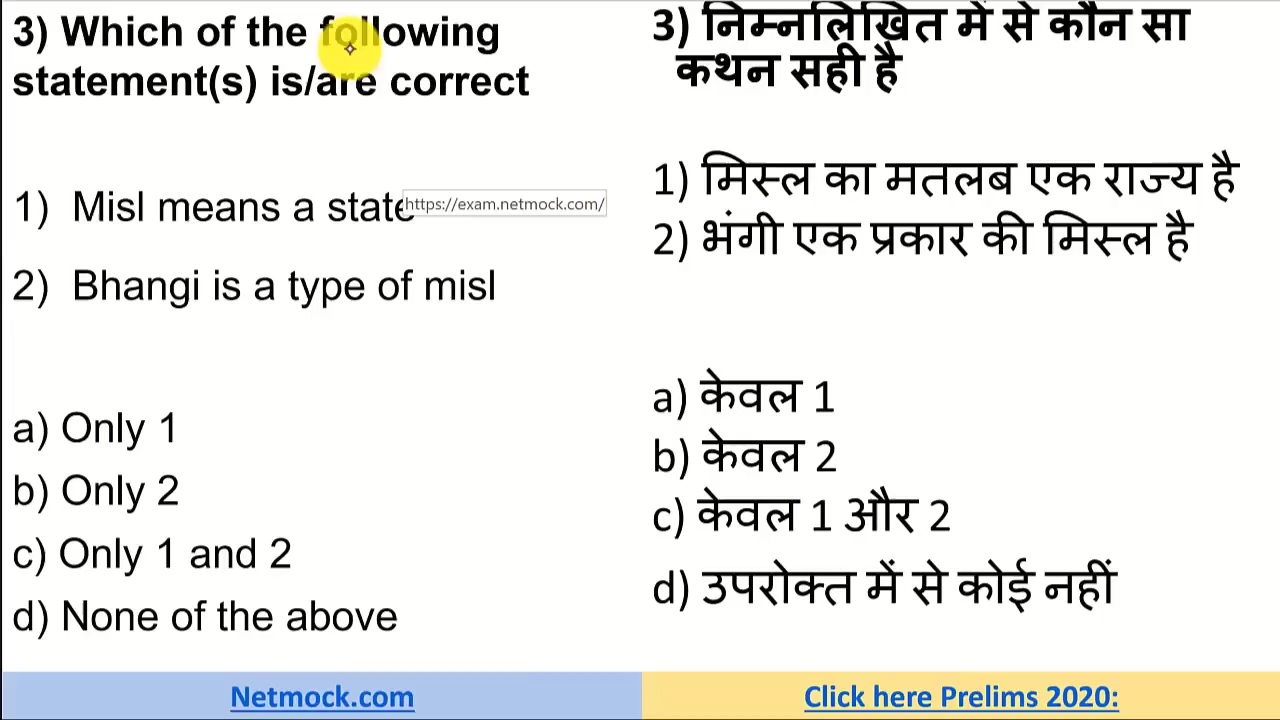 3) Which of the following
statement(s) is/are correct
1) Misl means a state
https://exam.netmock.com/
2) Bhangi is a type of misl
a) Only 1
b) Only 2
c) Only 1 and 2
d) None of the above
3) निम्नलिखित में से कौन सा
कथन सही है
1) मिस्ल का मतलब एक राज्य है
2) भंगी एक प्रकार की मिस्ल है
a) केवल 1
b) केवल 2
c) केवल 1 और 2
d) उपरोक्त में से कोई नहीं
Netmock.com
Click here Prelims 2020: